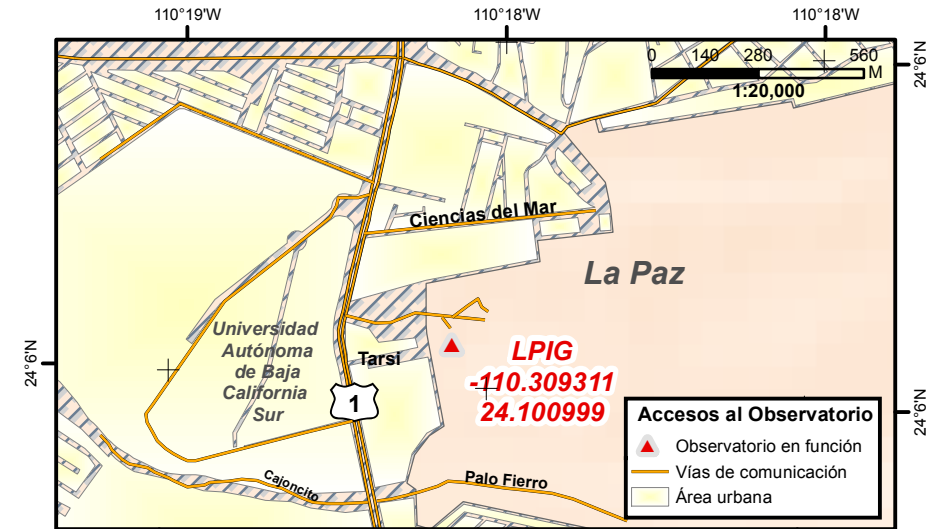 110°19'W
110°18'W
110°18'W
0 140 280 560
M
1:20,000
24°6'N
Ciencias del Mar
La Paz
Universidad
Autónoma
de Baja
California
Sur
Tarsi
1
LPIG
-110.309311
24.100999
24°6'N
24°6'N
Cajoncito
Palo Fierro
Accesos al Observatorio
Observatorio en función
Vías de comunicación
Área urbana